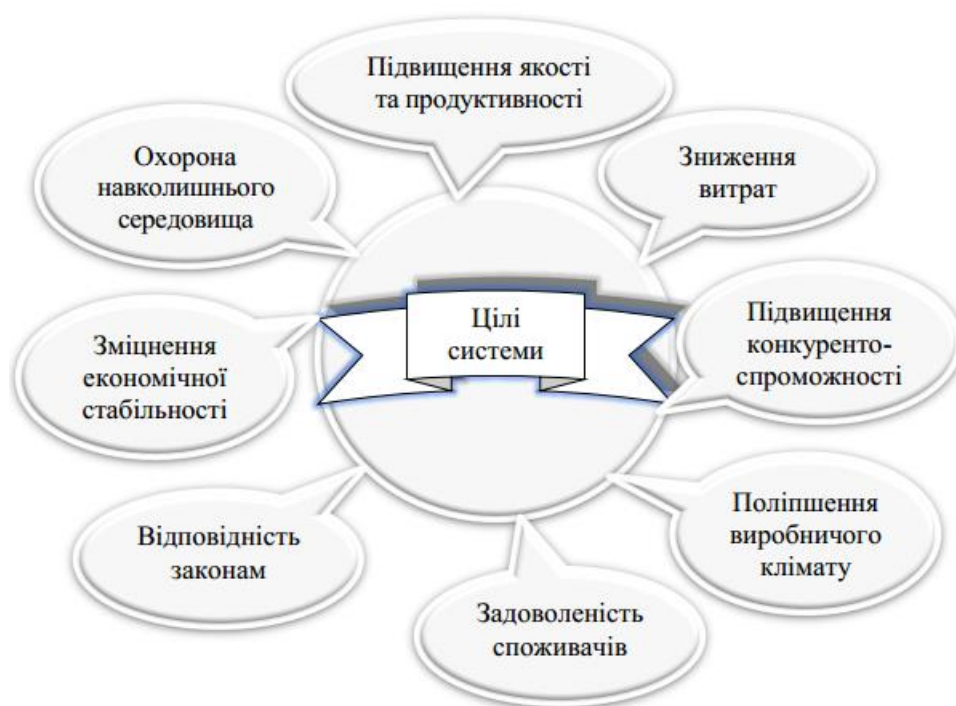 Підвищення якості
та продуктивності
Охорона
навколишнього
середовища
Зниження
витрат
Цілі
системи
Зміцнення
економічної
стабільності
Підвищення
конкуренто-
спроможності
Відповідність
законам
Поліпшення
виробничого
клімату
Задоволеність
споживачів